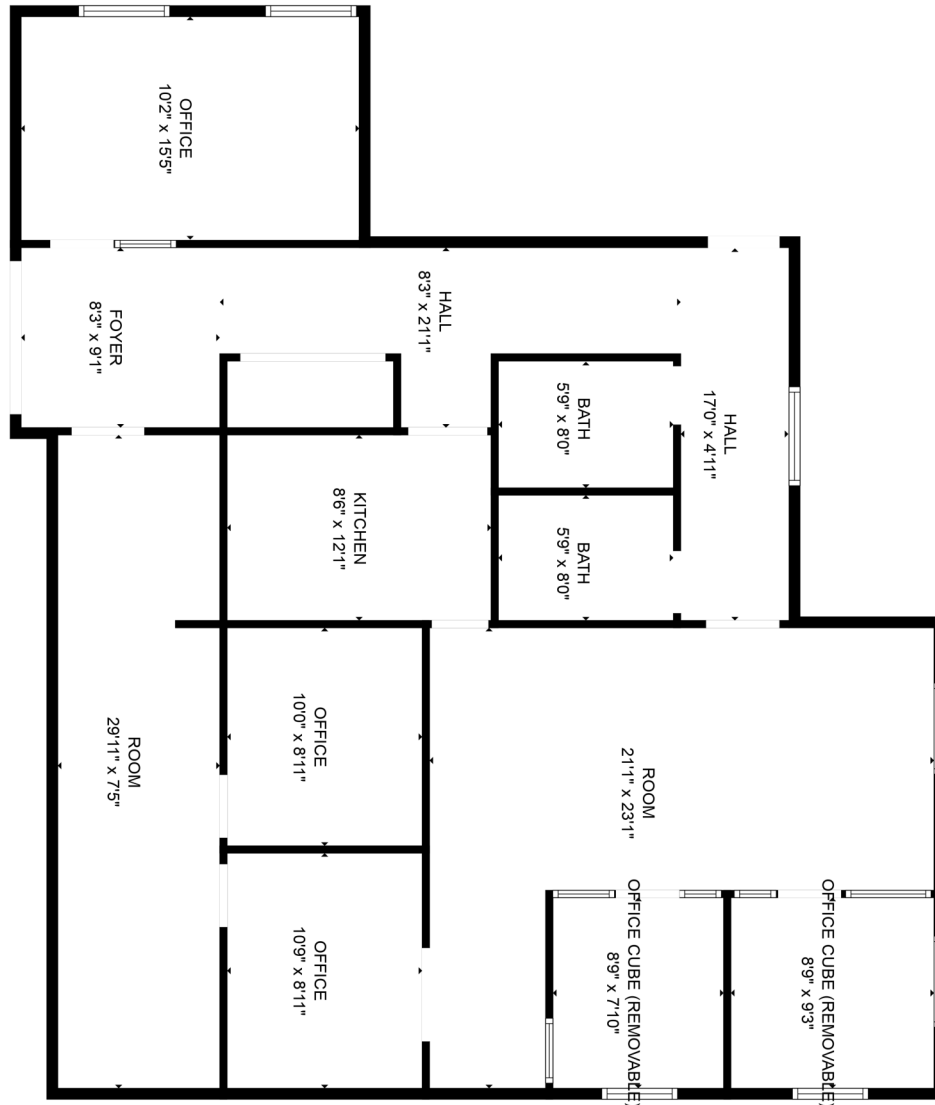 OFFICE
10'2" x 15'5"
FOYER
8'3" x 9'1"
HALL
8'3" x 21'1"
HALL
17'0" x 4'11"
BATH
5'9" x 8'0"
KITCHEN
8'6" x 12'1"
BATH
5'9" x 8'0"
ROOM
29'11" x 7'5"
OFFICE
10'0" x 8'11"
ROOM
21'1" x 23'1"
OFFICE
10'9" x 8'11"
OFFICE CUBE (REMOVABLE)
8'9" x 7'10"
OFFICE CUBE (REMOVABLE)
8'9" x 9'3"